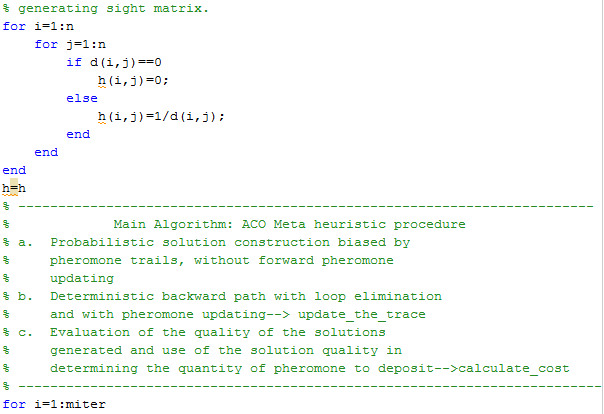 % generating sight matrix.
for i=1:n
    for j=1:n
        if d(i,j)==0
            h(i,j)=0;
        else
            h(i,j)=1/d(i,j);
        end
    end
end
h=h
% ------------------------------------------------------------------------
%             Main Algorithm: ACO Meta heuristic procedure
% a.  Probabilistic solution construction biased by
%     pheromone trails, without forward pheromone
%     updating
% b.  Deterministic backward path with loop elimination
%     and with pheromone updating--> update_the_trace
% c.  Evaluation of the quality of the solutions
%     generated and use of the solution quality in
%     determining the quantity of pheromone to deposit-->calculate_cost
% -------------------------------------------------------------------------
for i=1:miter